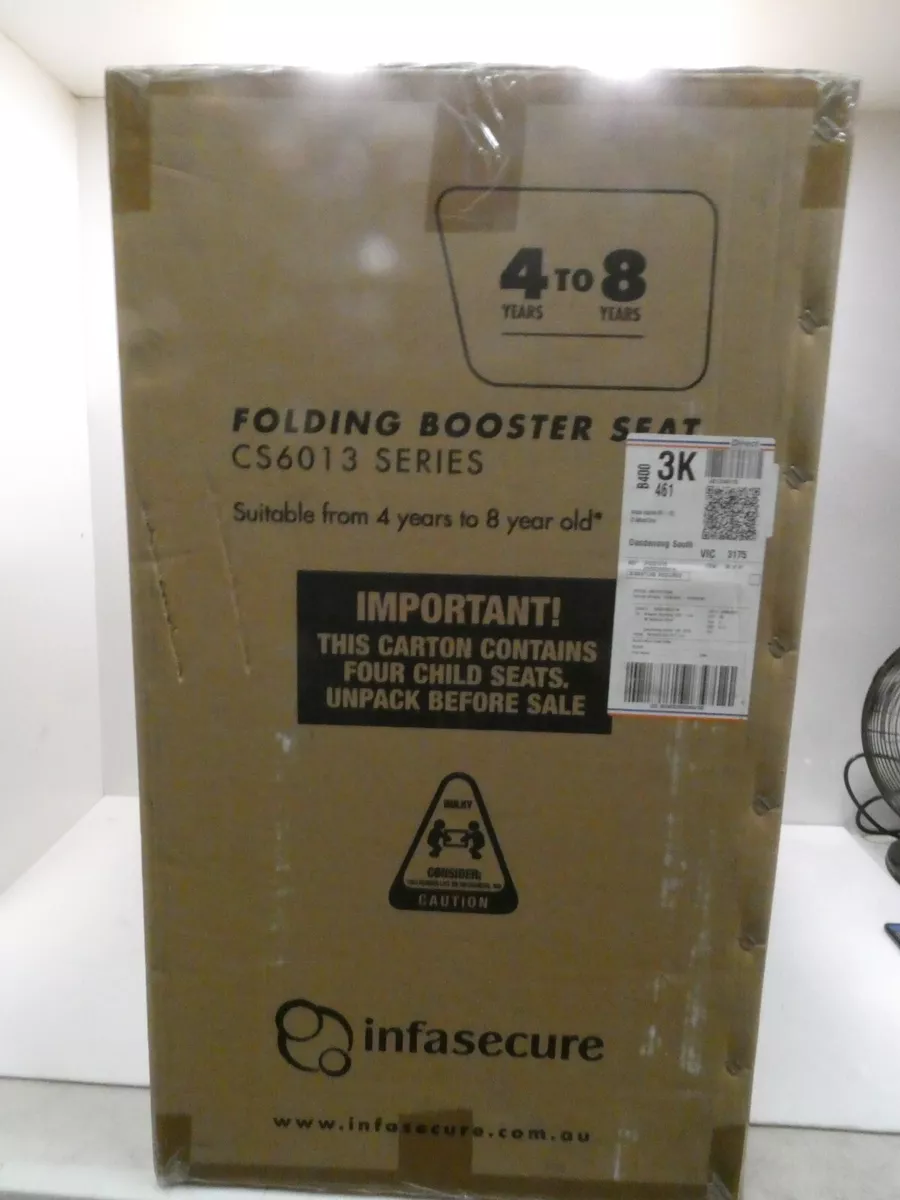 4 TO 8
YEARS YEARS
FOLDING BOOSTER SEAT
CS6013 SERIES
Suitable from 4 years to 8 year old*
B400
3K
461
Direct
Dandenong South
VIC 3175
IMPORTANT!
THIS CARTON CONTAINS
FOUR CHILD SEATS.
UNPACK BEFORE SALE
BULKY
CONSIDER:
CAUTION
infasecure
www.infasecure.com.au